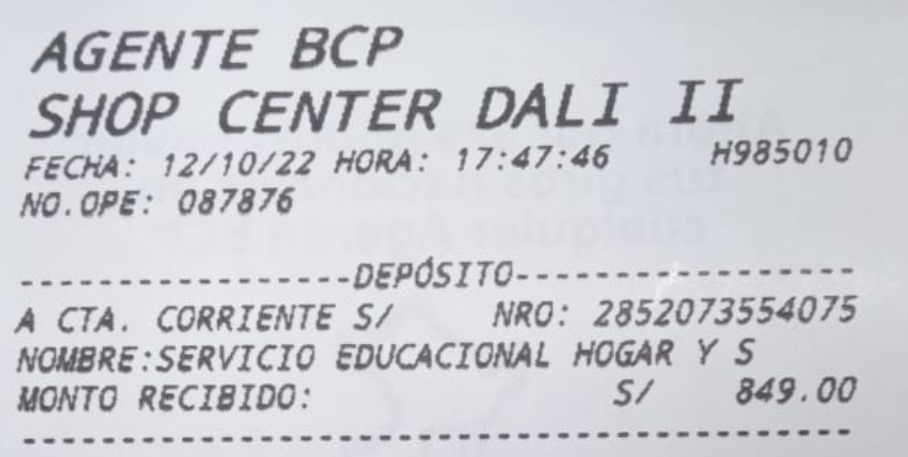 AGENTE BCP
SHOP CENTER DALI II
FECHA: 12/10/22 HORA: 17:47:46 H985010
NO.OPE: 087876
-----------------DEPÓSITO-----------------
A CTA. CORRIENTE S/ NRO: 2852073554075
NOMBRE:SERVICIO EDUCACIONAL HOGAR Y S
MONTO RECIBIDO: S/ 849.00
------------------------------------------